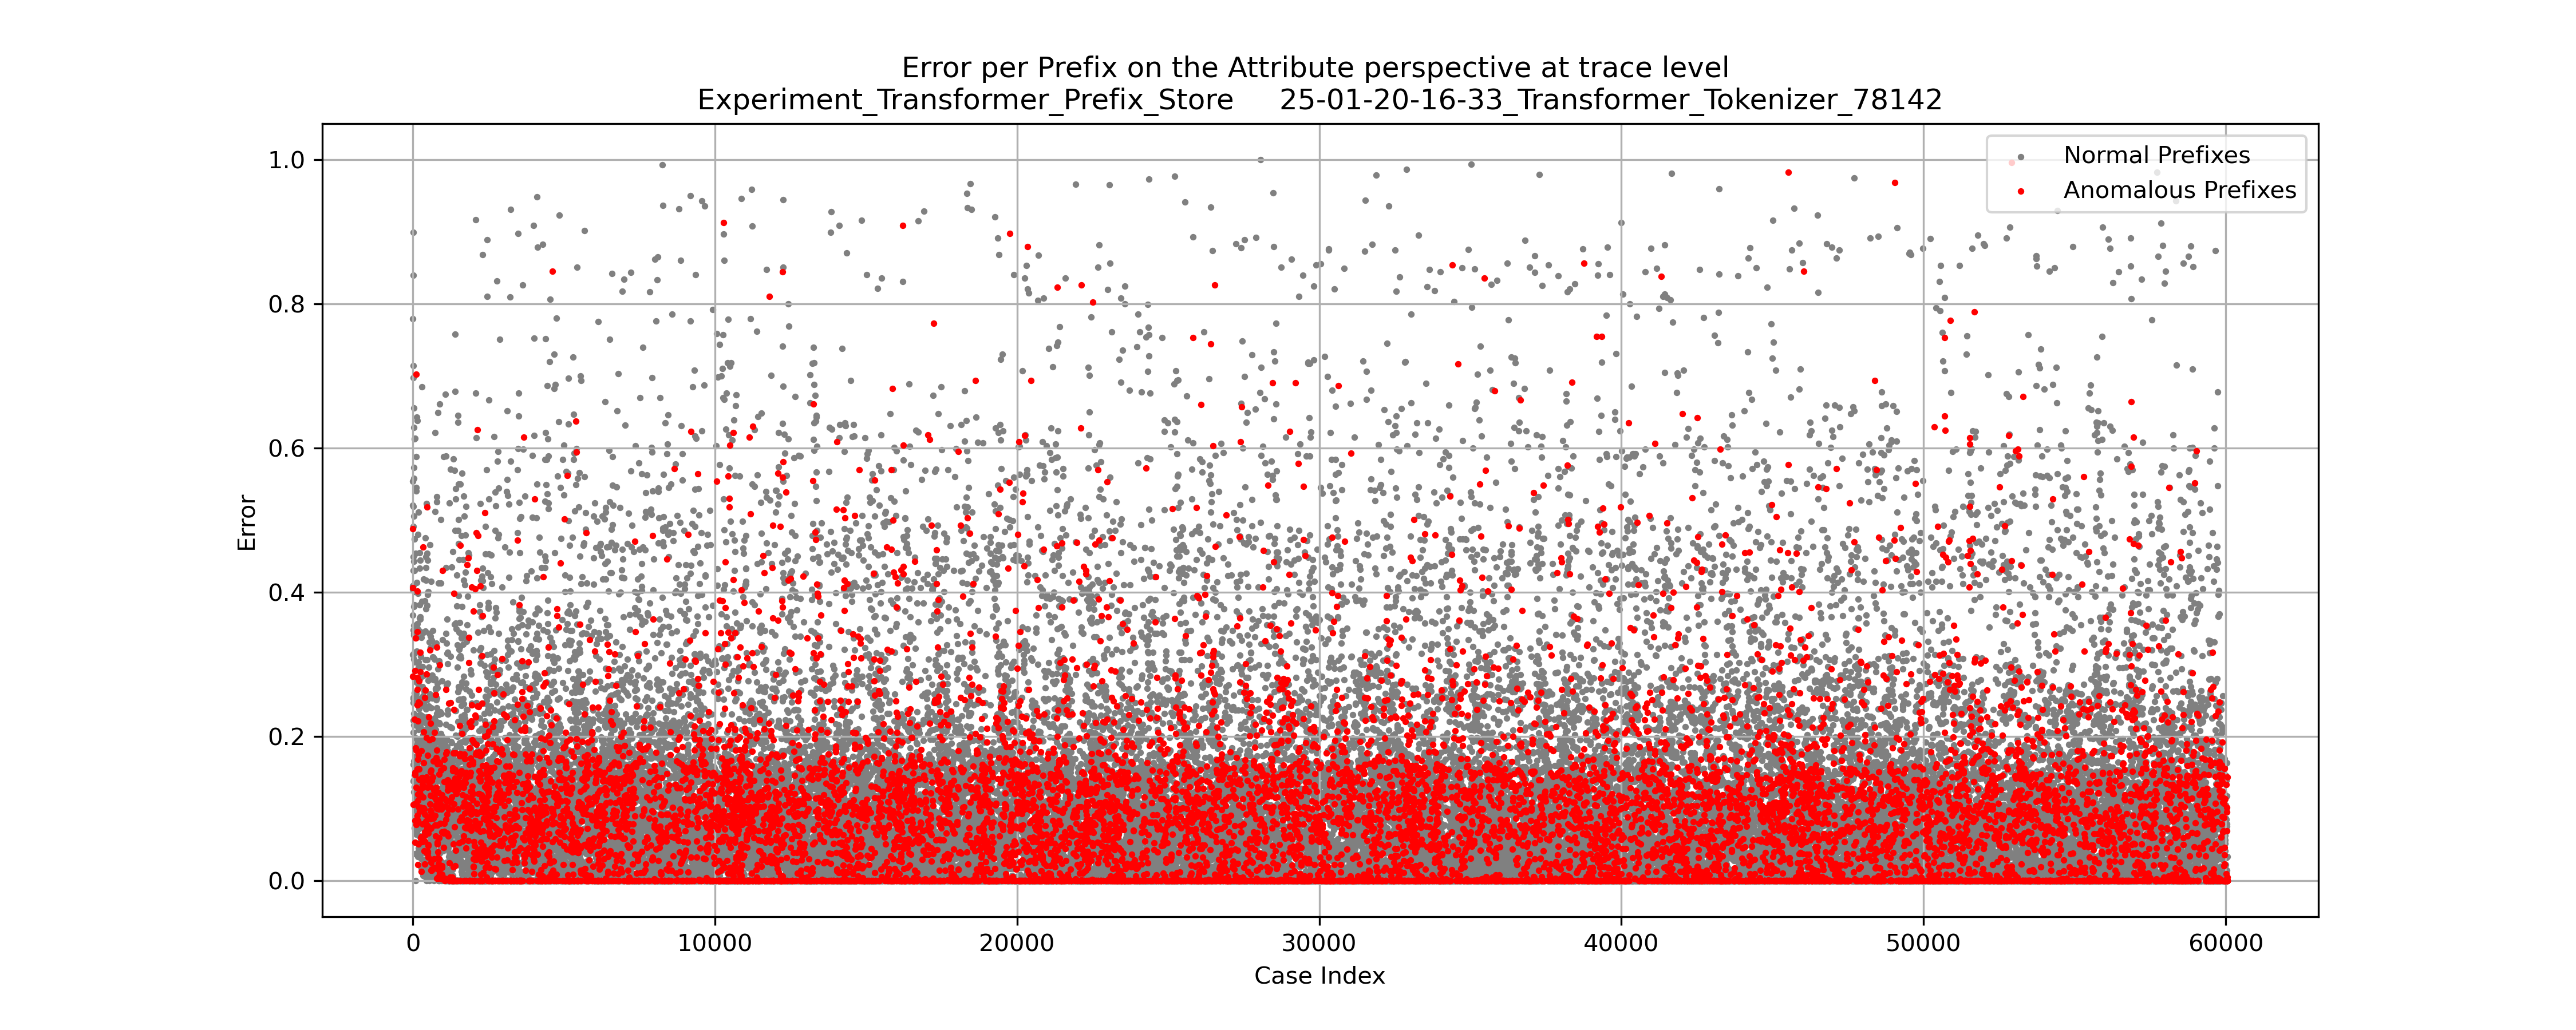 Error per Prefix on the Attribute perspective at trace level
Experiment_Transformer_Prefix_Store 25-01-20-16-33_Transformer_Tokenizer_78142
Normal Prefixes
Anomalous Prefixes
1.0
0.8
0.6
0.4
0.2
0.0
Error
0 10000 20000 30000 40000 50000 60000
Case Index